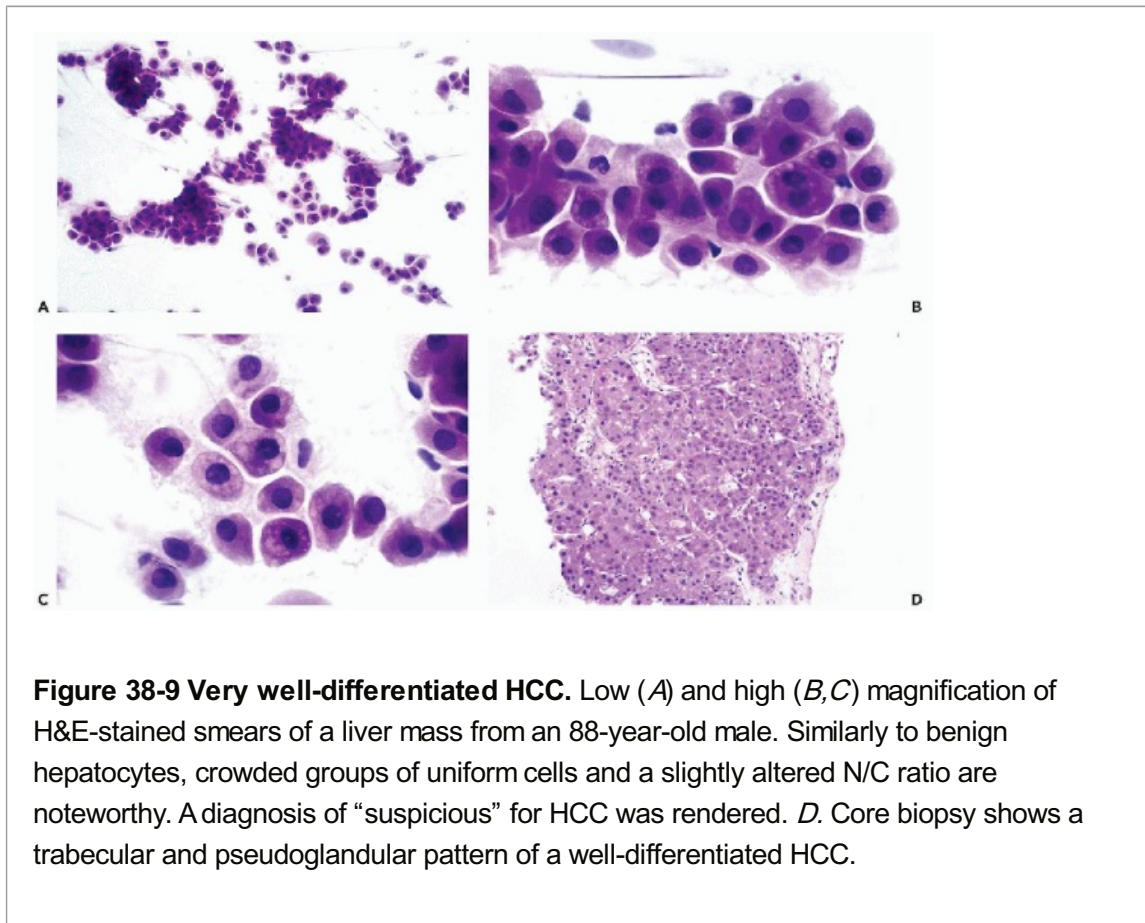 A
B
C
D
Figure 38-9 Very well-differentiated HCC. Low (A) and high (B,C) magnification of
H&E-stained smears of a liver mass from an 88-year-old male. Similarly to benign
hepatocytes, crowded groups of uniform cells and a slightly altered N/C ratio are
noteworthy. A diagnosis of “suspicious” for HCC was rendered. D. Core biopsy shows a
trabecular and pseudoglandular pattern of a well-differentiated HCC.